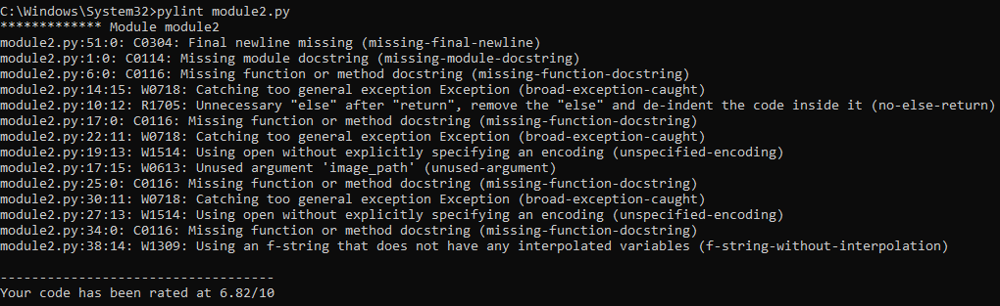 C:\Windows\System32>pylint module2.py
************* Module module2
module2.py:51:0: C0304: Final newline missing (missing-final-newline)
module2.py:1:0: C0114: Missing module docstring (missing-module-docstring)
module2.py:6:0: C0116: Missing function or method docstring (missing-function-docstring)
module2.py:14:15: W0718: Catching too general exception Exception (broad-exception-caught)
module2.py:10:12: R1705: Unnecessary "else" after "return", remove the "else" and de-indent the code inside it (no-else-return)
module2.py:17:0: C0116: Missing function or method docstring (missing-function-docstring)
module2.py:22:11: W0718: Catching too general exception Exception (broad-exception-caught)
module2.py:19:13: W1514: Using open without explicitly specifying an encoding (unspecified-encoding)
module2.py:17:15: W0613: Unused argument 'image_path' (unused-argument)
module2.py:25:0: C0116: Missing function or method docstring (missing-function-docstring)
module2.py:30:11: W0718: Catching too general exception Exception (broad-exception-caught)
module2.py:27:13: W1514: Using open without explicitly specifying an encoding (unspecified-encoding)
module2.py:34:0: C0116: Missing function or method docstring (missing-function-docstring)
module2.py:38:14: W1309: Using an f-string that does not have any interpolated variables (f-string-without-interpolation)
-----------------------------------
Your code has been rated at 6.82/10